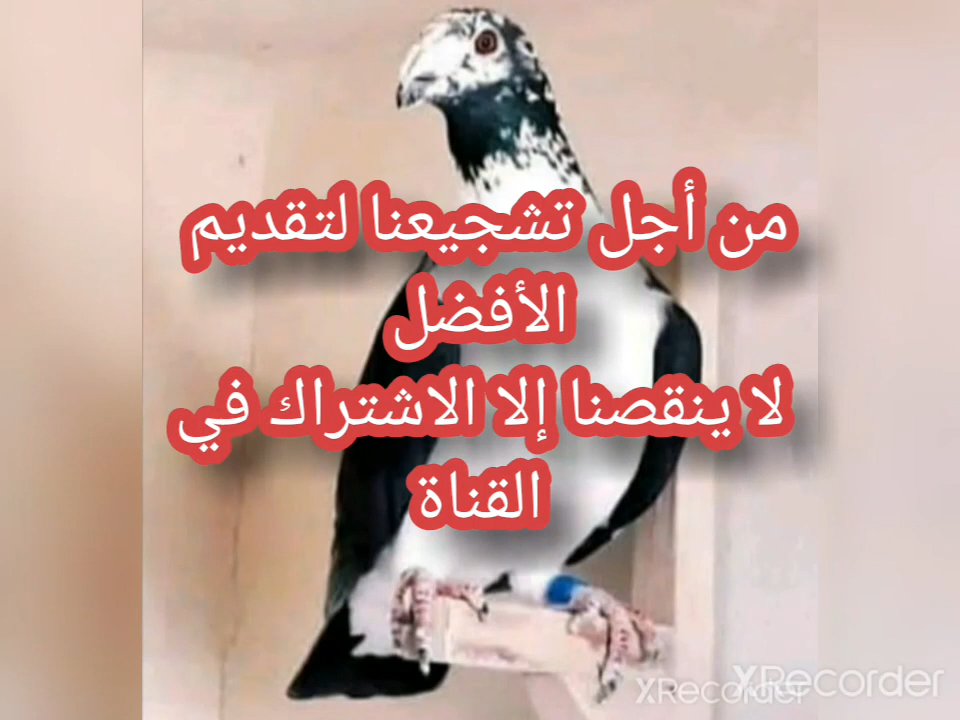 من أجل تشجيعنا لتقديم
الأفضل
لا ينقصنا إلا الاشتراك في
القناة
XRecorder
XRecorder